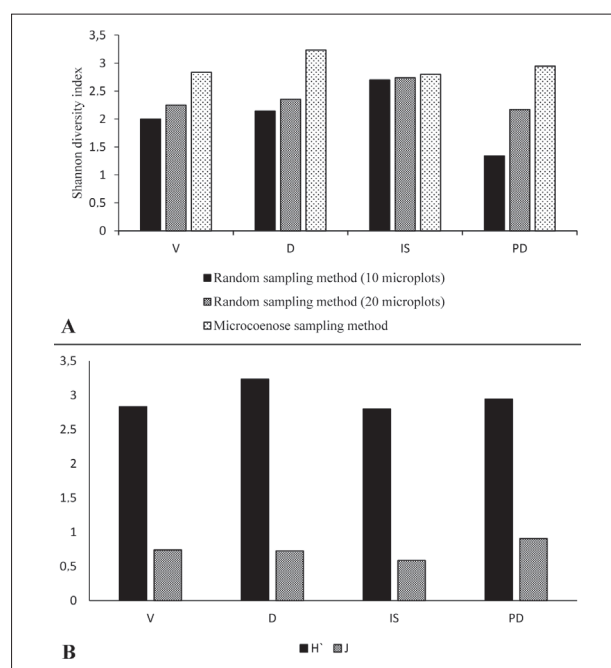 3,5
3
2.5
2
1.5
1
0.5
0
Shannon diversity index
V D IS PD
Random sampling method (10 microplots)
Random sampling method (20 microplots)
Microcoenose sampling method
A
3,5
3
2.5
2
1.5
1
0.5
0
V D IS PD
H` J
B